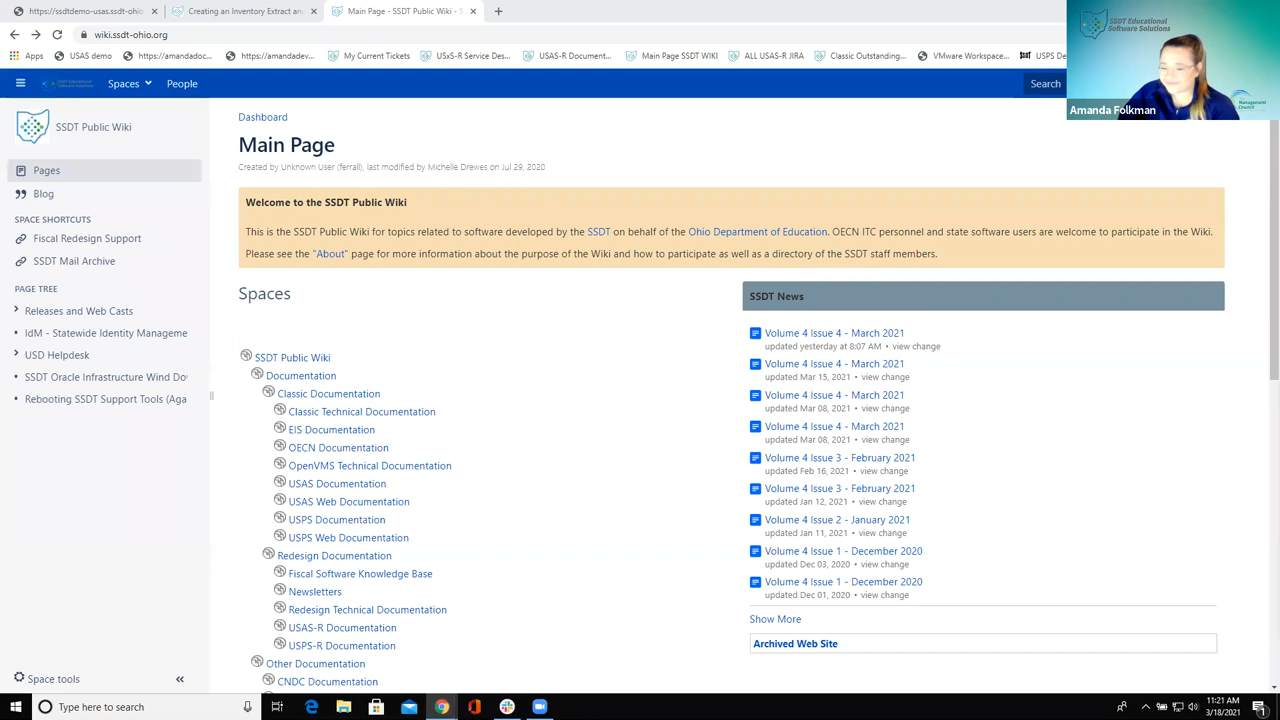 https://ssdtdemo-usas.ssdt-ohio
Creating an Inventory Extract and
Main Page - SSDT Public Wiki - S
wiki.ssdt-ohio.org
Apps
USAS demo
https://amandadoc...
https://amandadev...
My Current Tickets
USxS-R Service Des...
USAS-R Document...
Main Page SSDT WIKI
ALL USAS-R JIRA
Classic Outstanding...
VMware Workspace...
USPS De
SSDT Educational
Software Solutions
Management
Council
Amanda Folkman
SSDT Educational
Software Solutions
Spaces
People
Search
SSDT Public Wiki
Pages
Blog
SPACE SHORTCUTS
Fiscal Redesign Support
SSDT Mail Archive
PAGE TREE
Releases and Web Casts
IdM - Statewide Identity Manageme
USD Helpdesk
SSDT Oracle Infrastructure Wind Do
Rebooting SSDT Support Tools (Aga
Space tools
Dashboard
Main Page
Created by Unknown User (ferrall), last modified by Michelle Drewes on Jul 29, 2020
Welcome to the SSDT Public Wiki
This is the SSDT Public Wiki for topics related to software developed by the SSDT on behalf of the Ohio Department of Education. OECN ITC personnel and state software users are welcome to participate in the Wiki.
Please see the "About" page for more information about the purpose of the Wiki and how to participate as well as a directory of the SSDT staff members.
Spaces
SSDT Public Wiki
Documentation
Classic Documentation
Classic Technical Documentation
EIS Documentation
OECN Documentation
OpenVMS Technical Documentation
USAS Documentation
USAS Web Documentation
USPS Documentation
USPS Web Documentation
Redesign Documentation
Fiscal Software Knowledge Base
Newsletters
Redesign Technical Documentation
USAS-R Documentation
USPS-R Documentation
Other Documentation
CNDC Documentation
SSDT News
Volume 4 Issue 4 - March 2021
updated yesterday at 8:07 AM • view change
Volume 4 Issue 4 - March 2021
updated Mar 15, 2021 • view change
Volume 4 Issue 4 - March 2021
updated Mar 08, 2021 • view change
Volume 4 Issue 4 - March 2021
updated Mar 08, 2021 • view change
Volume 4 Issue 3 - February 2021
updated Feb 16, 2021 • view change
Volume 4 Issue 3 - February 2021
updated Jan 12, 2021 • view change
Volume 4 Issue 2 - January 2021
updated Jan 11, 2021 • view change
Volume 4 Issue 1 - December 2020
updated Dec 03, 2020 • view change
Volume 4 Issue 1 - December 2020
updated Dec 01, 2020 • view change
Show More
Archived Web Site
Type here to search
11:21 AM
3/18/2021
1